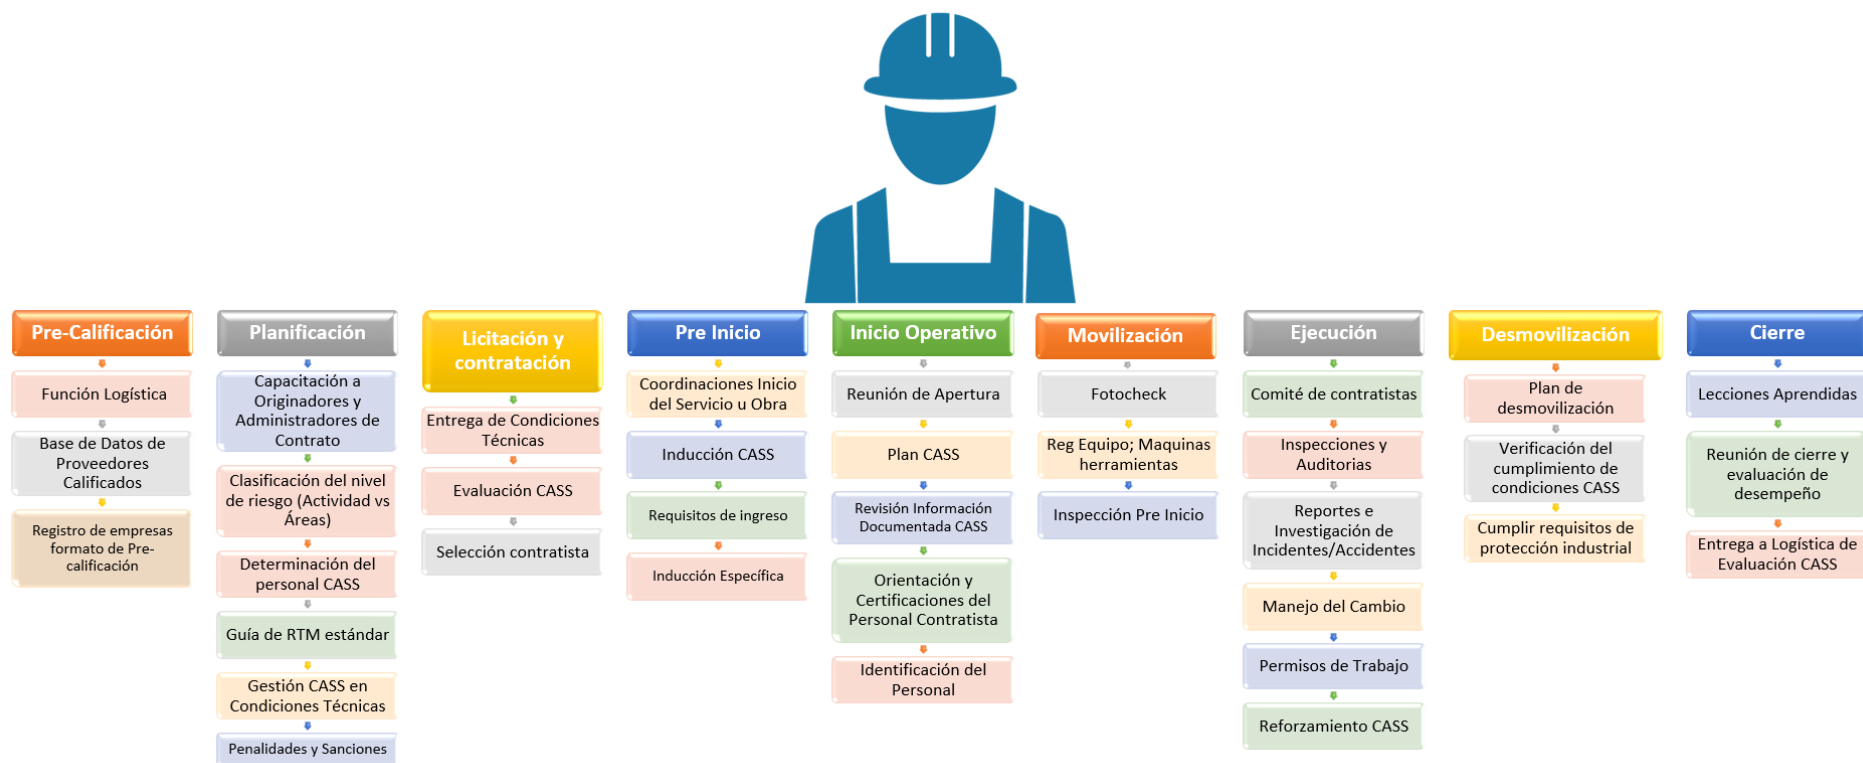 Pre-Calificación
Función Logística
Base de Datos de
Proveedores
Calificados
Registro de empresas
formato de Pre-
calificación
Planificación
Capacitación a
Originadores y
Administradores de
Contrato
Clasificación del nivel
de riesgo (Actividad vs
Áreas)
Determinación del
personal CASS
Guía de RTM estándar
Gestión CASS en
Condiciones Técnicas
Penalidades y Sanciones
Licitación y
contratación
Entrega de Condiciones
Técnicas
Evaluación CASS
Selección contratista
Pre Inicio
Coordinaciones Inicio
del Servicio u Obra
Inducción CASS
Requisitos de ingreso
Inducción Específica
Inicio Operativo
Reunión de Apertura
Plan CASS
Revisión Información
Documentada CASS
Orientación y
Certificaciones del
Personal Contratista
Identificación del
Personal
Movilización
Fotocheck
Reg Equipo; Maquinas
herramientas
Inspección Pre Inicio
Ejecución
Comité de contratistas
Inspecciones y
Auditorias
Reportes e
Investigación de
Incidentes/Accidentes
Manejo del Cambio
Permisos de Trabajo
Reforzamiento CASS
Desmovilización
Plan de
desmovilización
Verificación del
cumplimiento de
condiciones CASS
Cumplir requisitos de
protección industrial
Cierre
Lecciones Aprendidas
Reunión de cierre y
evaluación de
desempeño
Entrega a Logística de
Evaluación CASS